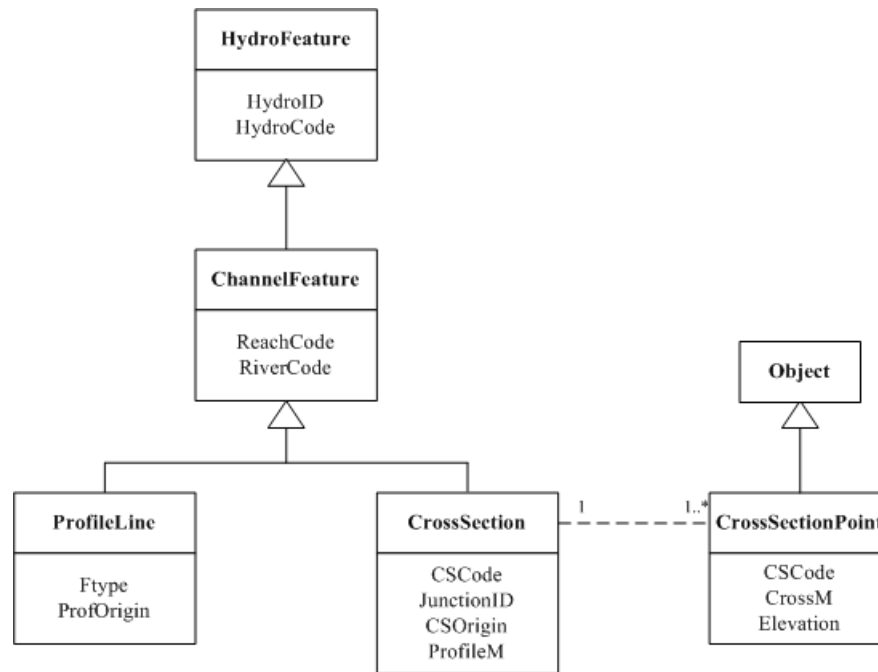 HydroFeature
HydroID
HydroCode
ChannelFeature
ReachCode
RiverCode
Object
ProfileLine
Ftype
ProfOrigin
CrossSection
CSCode
JunctionID
CSOrigin
ProfileM
1
1..*
CrossSectionPoint
CSCode
CrossM
Elevation